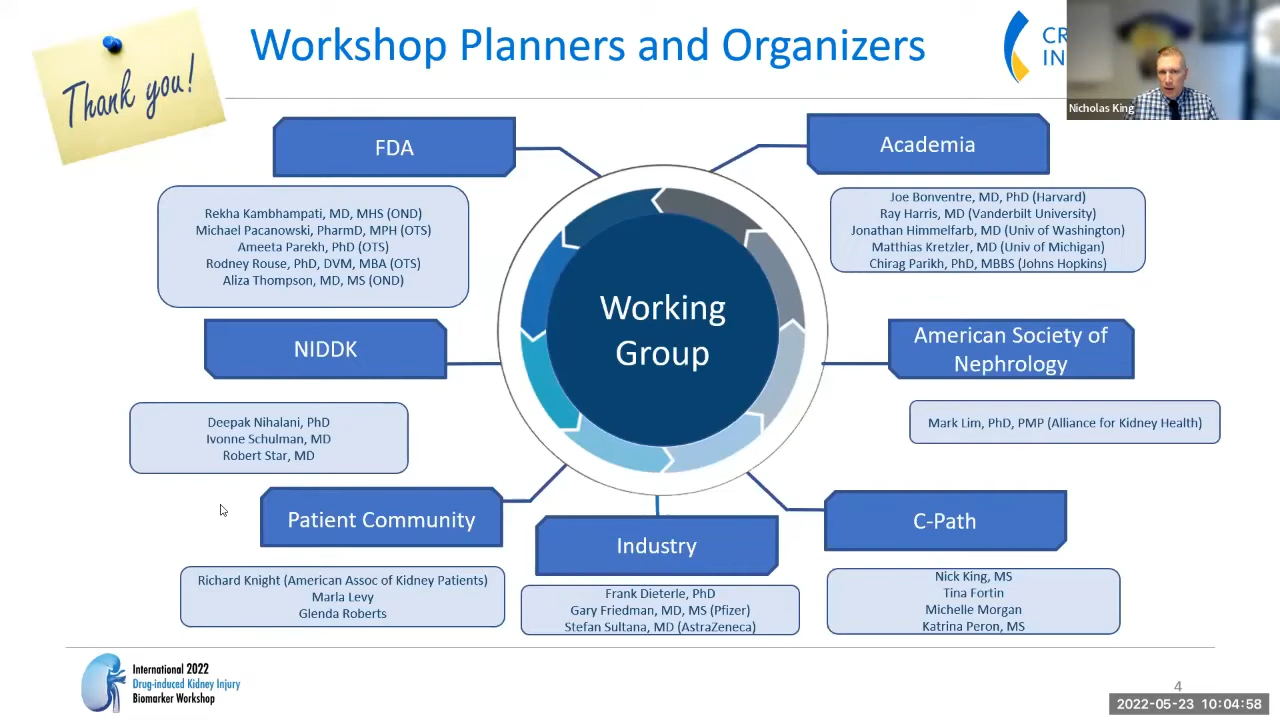 Thank you!
Workshop Planners and Organizers
CR
IN
Nicholas King
FDA
Rekha Kambhampati, MD, MHS (OND)
Michael Pacanowski, PharmD, MPH (OTS)
Ameeta Parekh, PhD (OTS)
Rodney Rouse, PhD, DVM, MBA (OTS)
Aliza Thompson, MD, MS (OND)
Academia
Joe Bonventre, MD, PhD (Harvard)
Ray Harris, MD (Vanderbilt University)
Jonathan Himmelfarb, MD (Univ of Washington)
Matthias Kretzler, MD (Univ of Michigan)
Chirag Parikh, PhD, MBBS (Johns Hopkins)
Working
Group
NIDDK
Deepak Nihalani, PhD
Ivonne Schulman, MD
Robert Star, MD
American Society of
Nephrology
Mark Lim, PhD, PMP (Alliance for Kidney Health)
Patient Community
Richard Knight (American Assoc of Kidney Patients)
Marla Levy
Glenda Roberts
Industry
Frank Dieterle, PhD
Gary Friedman, MD, MS (Pfizer)
Stefan Sultana, MD (AstraZeneca)
C-Path
Nick King, MS
Tina Fortin
Michelle Morgan
Katrina Peron, MS
International 2022
Drug-induced Kidney Injury
Biomarker Workshop
4
2022-05-23 10:04:58